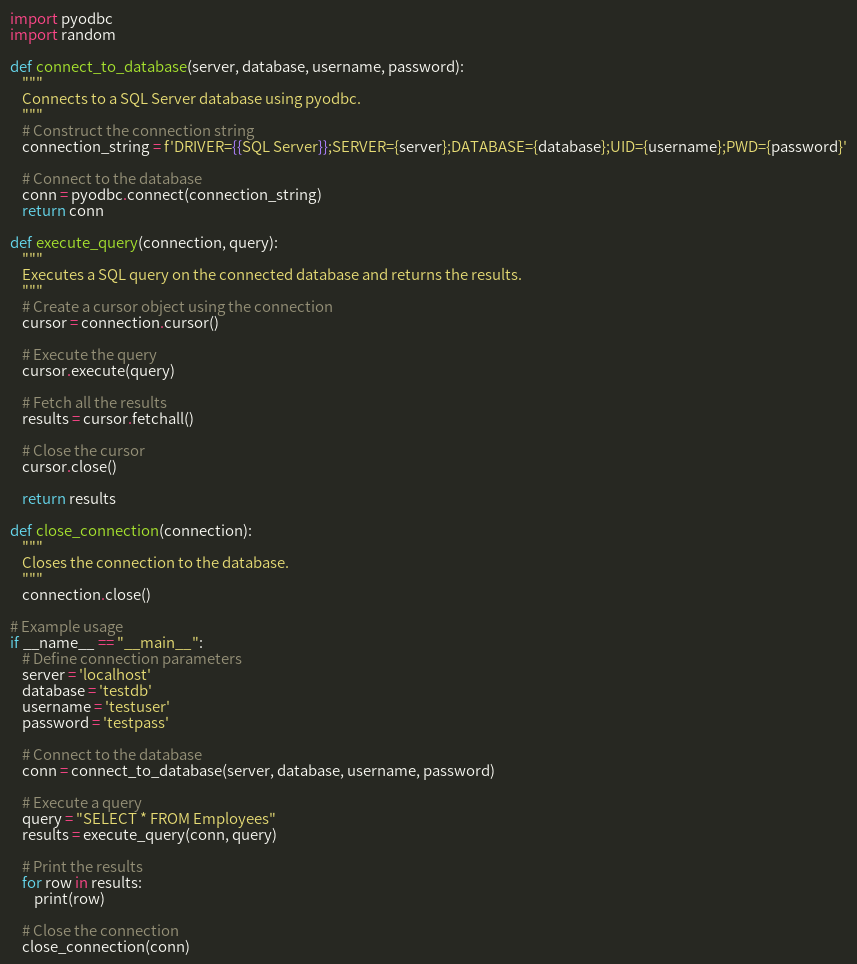 import pyodbc
import random

def connect_to_database(server, database, username, password):
    """
    Connects to a SQL Server database using pyodbc.
    """
    # Construct the connection string
    connection_string = f'DRIVER={{SQL Server}};SERVER={server};DATABASE={database};UID={username};PWD={password}'

    # Connect to the database
    conn = pyodbc.connect(connection_string)
    return conn

def execute_query(connection, query):
    """
    Executes a SQL query on the connected database and returns the results.
    """
    # Create a cursor object using the connection
    cursor = connection.cursor()

    # Execute the query
    cursor.execute(query)

    # Fetch all the results
    results = cursor.fetchall()

    # Close the cursor
    cursor.close()

    return results

def close_connection(connection):
    """
    Closes the connection to the database.
    """
    connection.close()

# Example usage
if __name__ == "__main__":
    # Define connection parameters
    server = 'localhost'
    database = 'testdb'
    username = 'testuser'
    password = 'testpass'

    # Connect to the database
    conn = connect_to_database(server, database, username, password)

    # Execute a query
    query = "SELECT * FROM Employees"
    results = execute_query(conn, query)

    # Print the results
    for row in results:
        print(row)

    # Close the connection
    close_connection(conn)